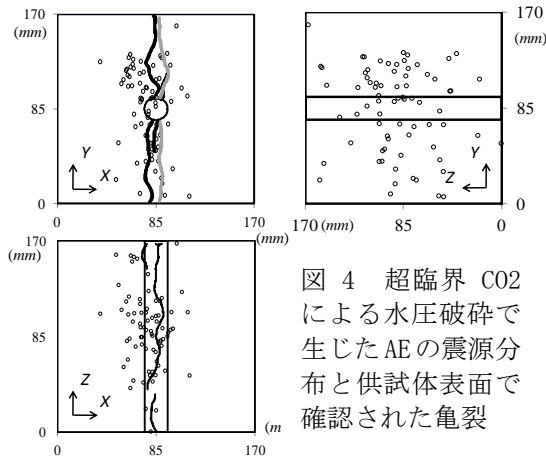 170
(mm)
85
0
Y
X
0
85
170
(mm)
170
(mm)
85
0
Z
Y
170 (mm)
85
0
170
(mm)
85
0
Z
X
0
85
170
(m
図 4 超臨界 CO2
による水圧破砕で
生じた AE の震源分
布と供試体表面で
確認された亀裂